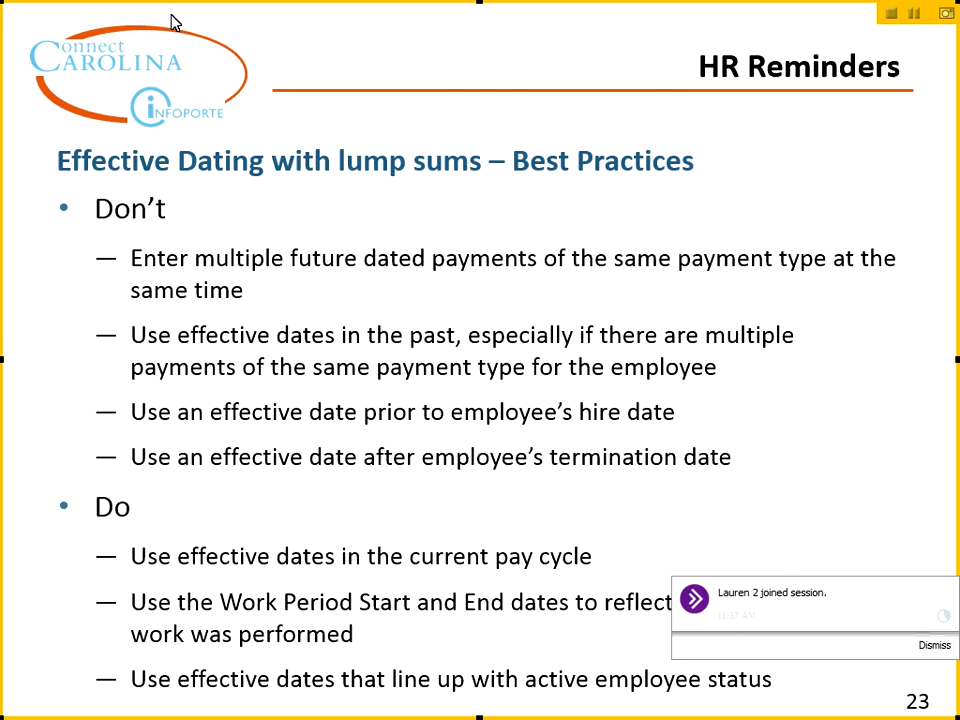 Connect
CAROLINA
INFOPORTE
HR Reminders
Effective Dating with lump sums – Best Practices
• Don't
— Enter multiple future dated payments of the same payment type at the
same time
— Use effective dates in the past, especially if there are multiple
payments of the same payment type for the employee
— Use an effective date prior to employee's hire date
— Use an effective date after employee's termination date
• Do
— Use effective dates in the current pay cycle
— Use the Work Period Start and End dates to reflect
work was performed
— Use effective dates that line up with active employee status
Lauren 2 joined session.
11:37 AM
Dismiss
23